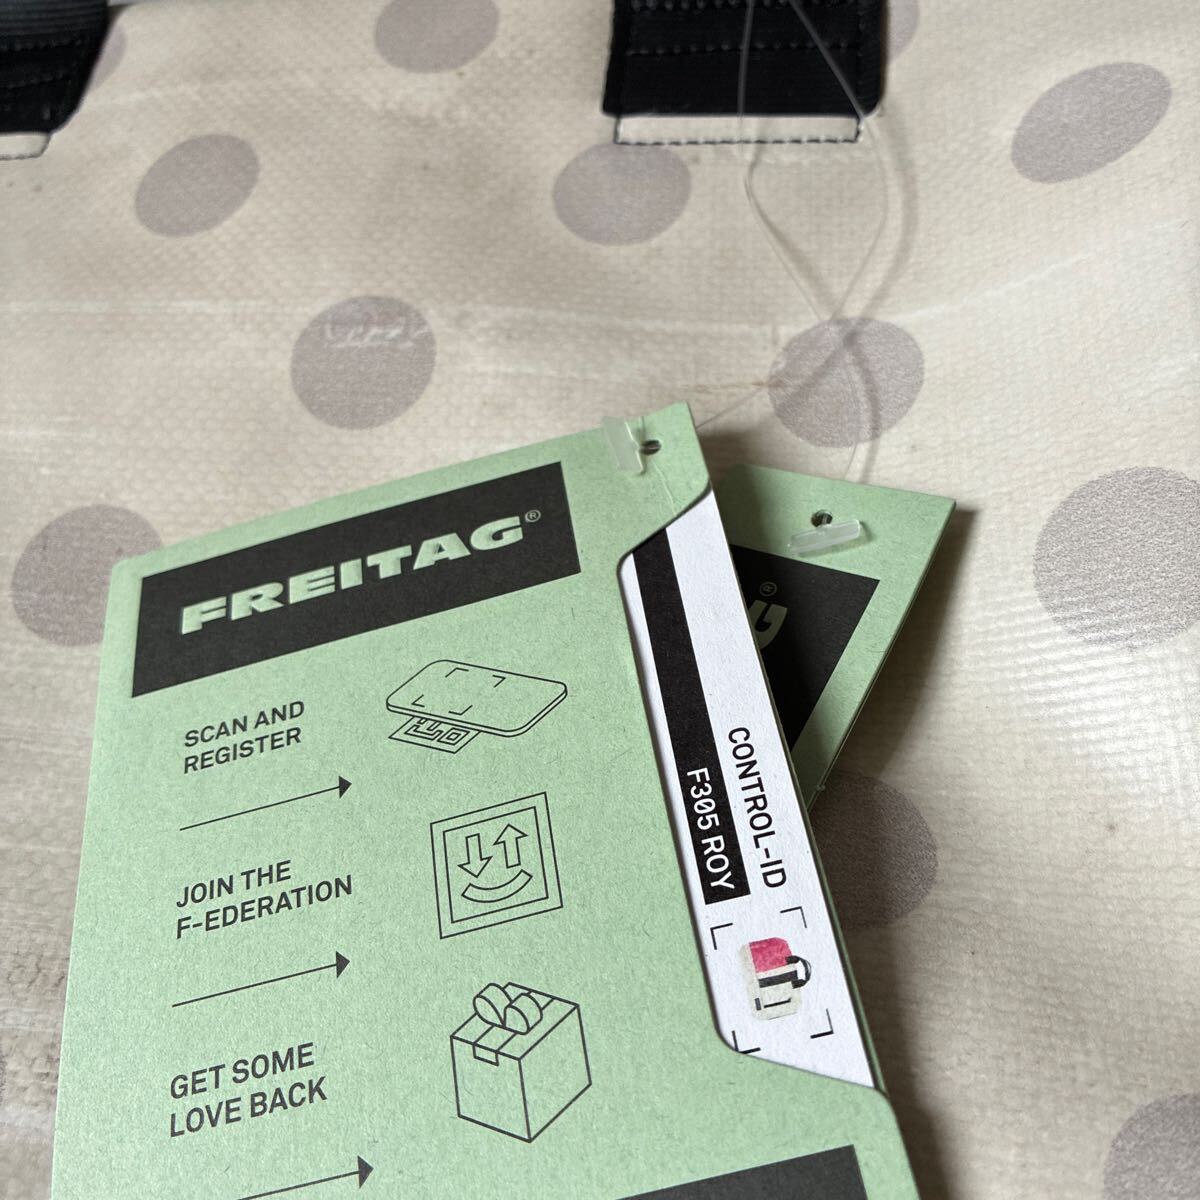 FREITAG®
SCAN AND
REGISTER
JOIN THE
F-EDERATION
GET SOME
LOVE BACK
CONTROL-ID
F305 ROY
G®